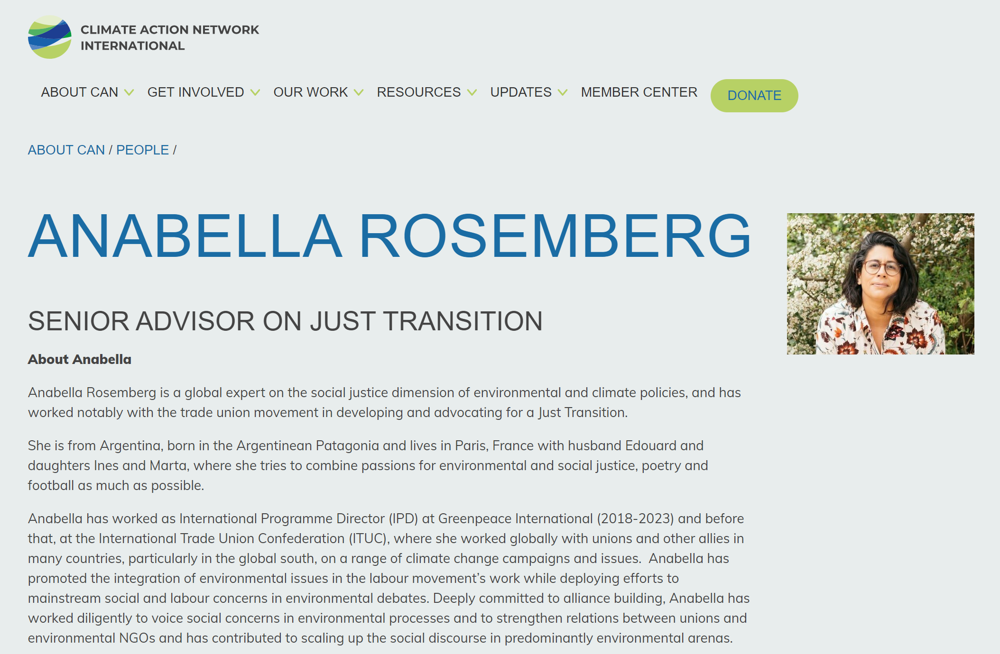 CLIMATE ACTION NETWORK
INTERNATIONAL
ABOUT CAN GET INVOLVED OUR WORK RESOURCES UPDATES MEMBER CENTER DONATE
ABOUT CAN / PEOPLE /
ANABELLA ROSEMBERG
SENIOR ADVISOR ON JUST TRANSITION
About Anabella
Anabella Rosemberg is a global expert on the social justice dimension of environmental and climate policies, and has
worked notably with the trade union movement in developing and advocating for a Just Transition.
She is from Argentina, born in the Argentinean Patagonia and lives in Paris, France with husband Edouard and
daughters Ines and Marta, where she tries to combine passions for environmental and social justice, poetry and
football as much as possible.
Anabella has worked as International Programme Director (IPD) at Greenpeace International (2018-2023) and before
that, at the International Trade Union Confederation (ITUC), where she worked globally with unions and other allies in
many countries, particularly in the global south, on a range of climate change campaigns and issues.  Anabella has
promoted the integration of environmental issues in the labour movement’s work while deploying efforts to
mainstream social and labour concerns in environmental debates. Deeply committed to alliance building, Anabella has
worked diligently to voice social concerns in environmental processes and to strengthen relations between unions and
environmental NGOs and has contributed to scaling up the social discourse in predominantly environmental arenas.